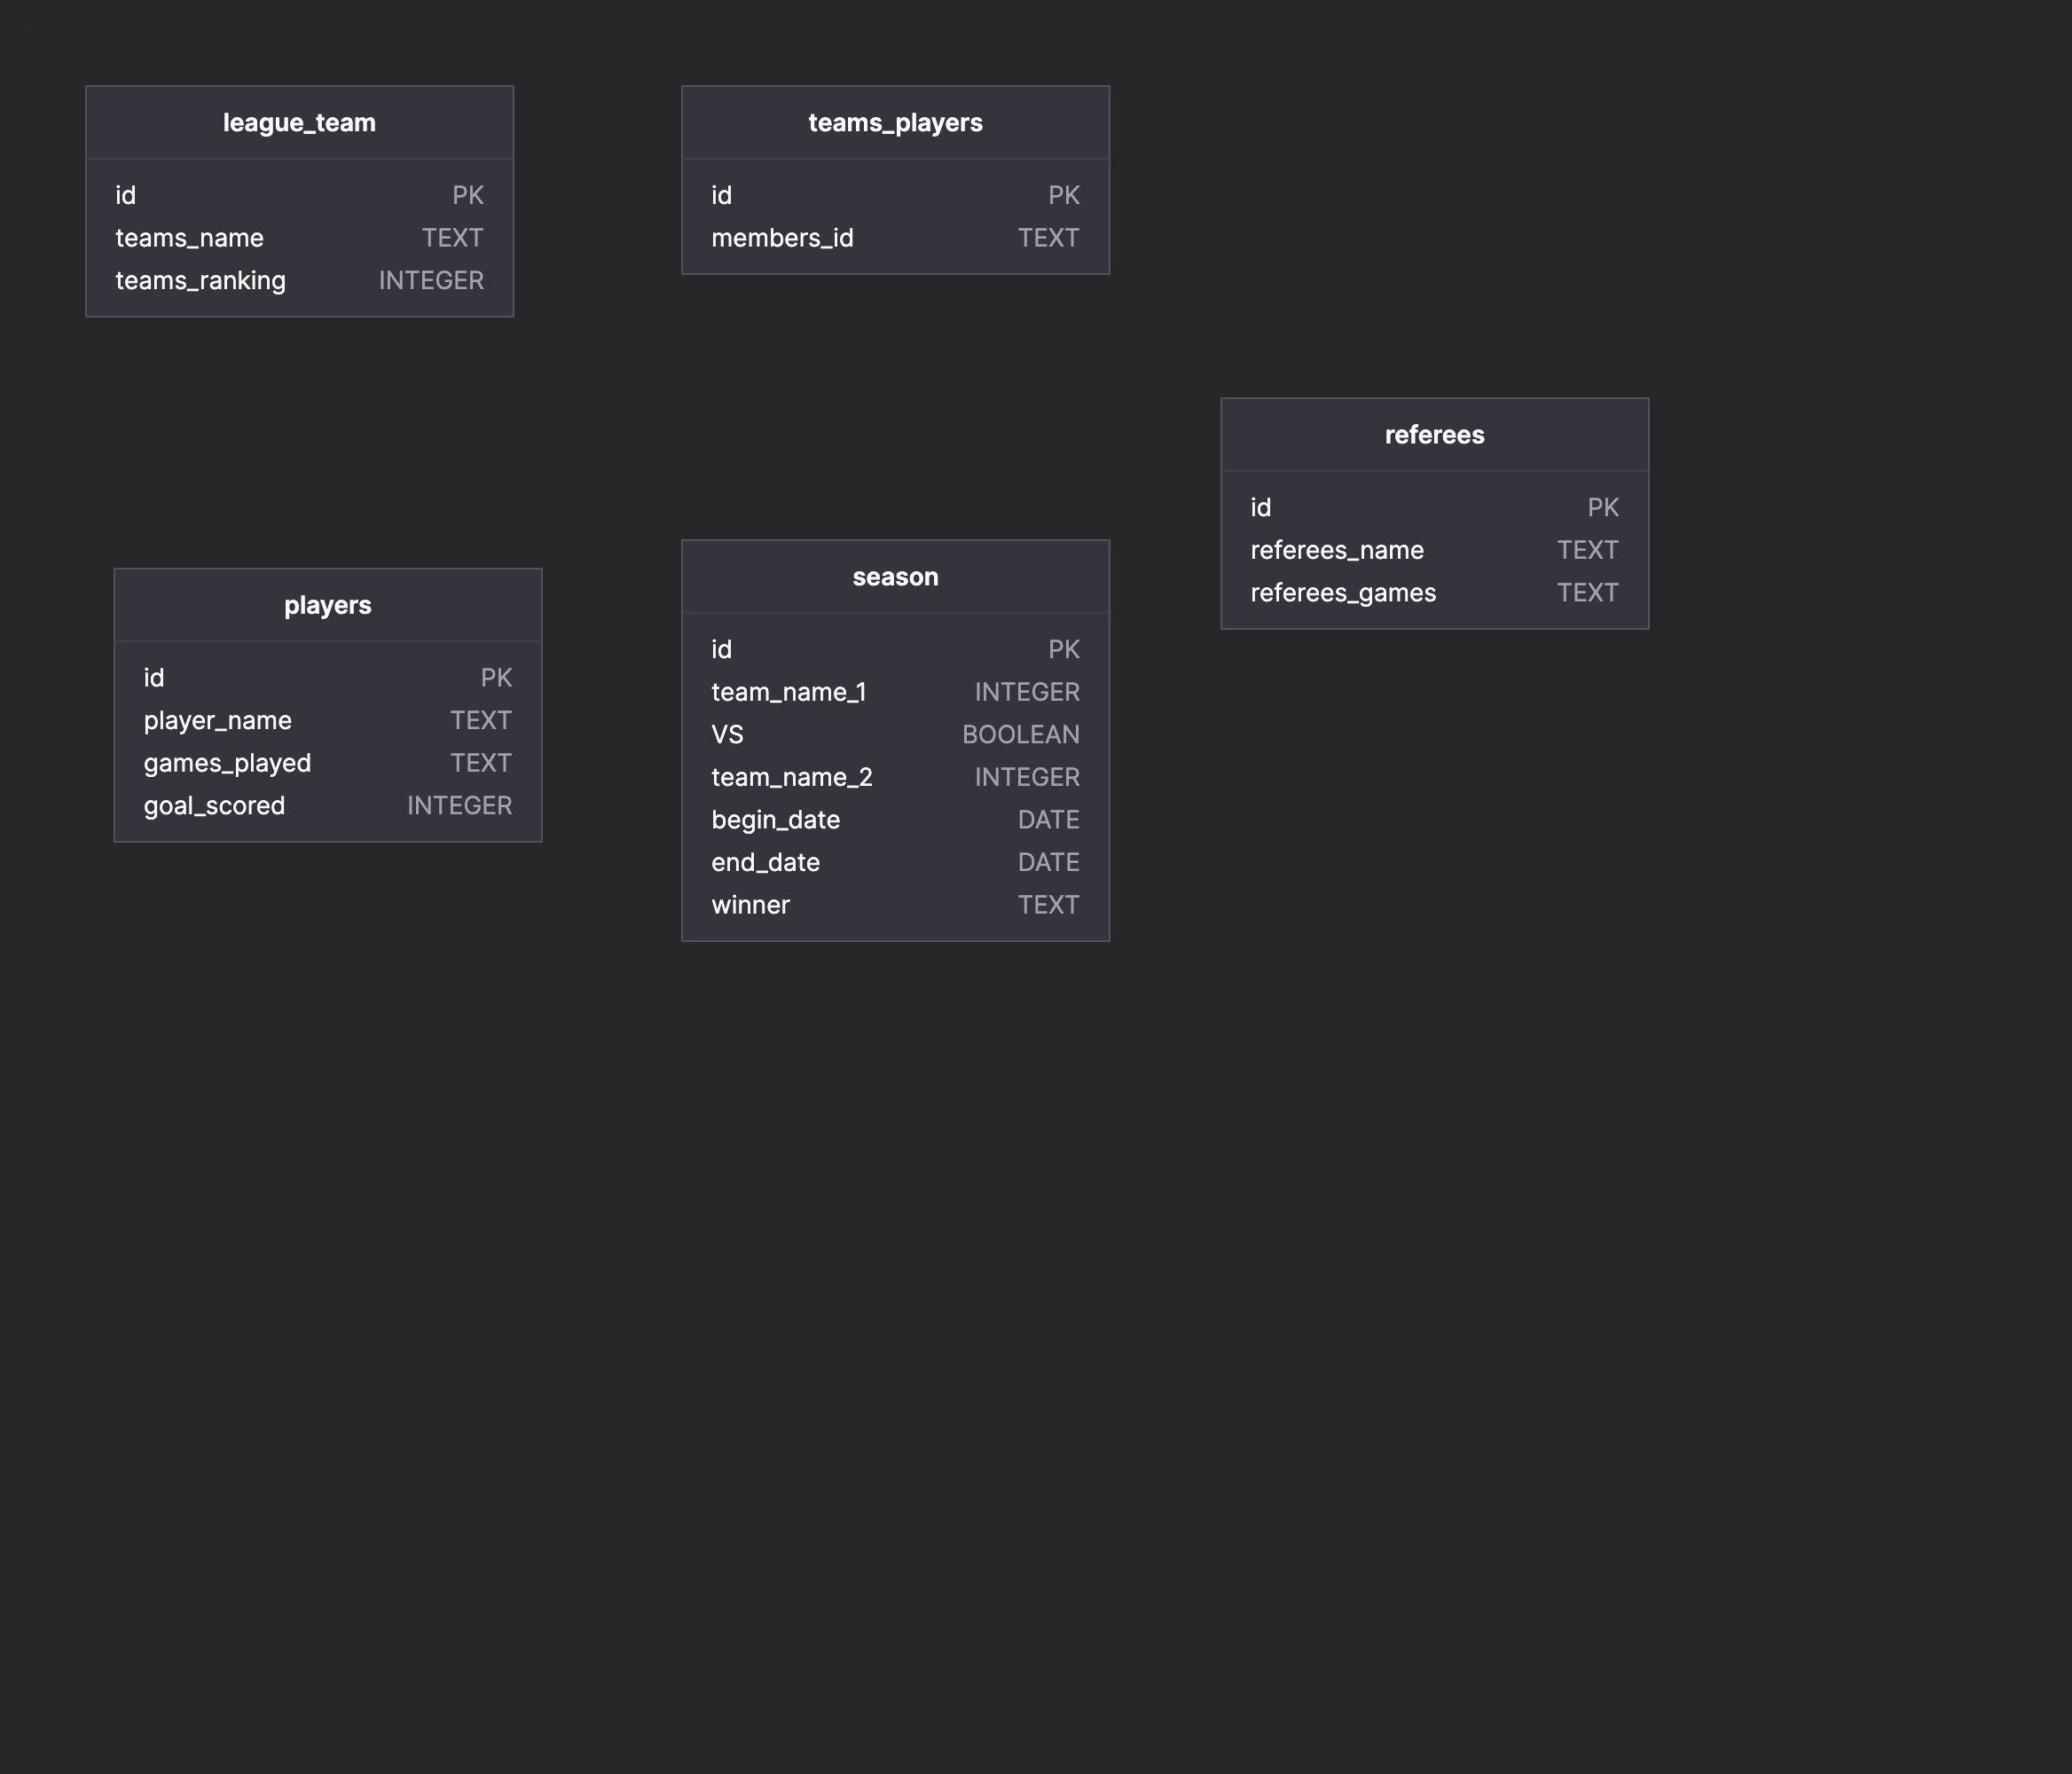 league_team
id PK
teams_name TEXT
teams_ranking INTEGER
teams_players
id PK
members_id TEXT
referees
id PK
referees_name TEXT
referees_games TEXT
players
id PK
player_name TEXT
games_played TEXT
goal_scored INTEGER
season
id PK
team_name_1 INTEGER
VS BOOLEAN
team_name_2 INTEGER
begin_date DATE
end_date DATE
winner TEXT